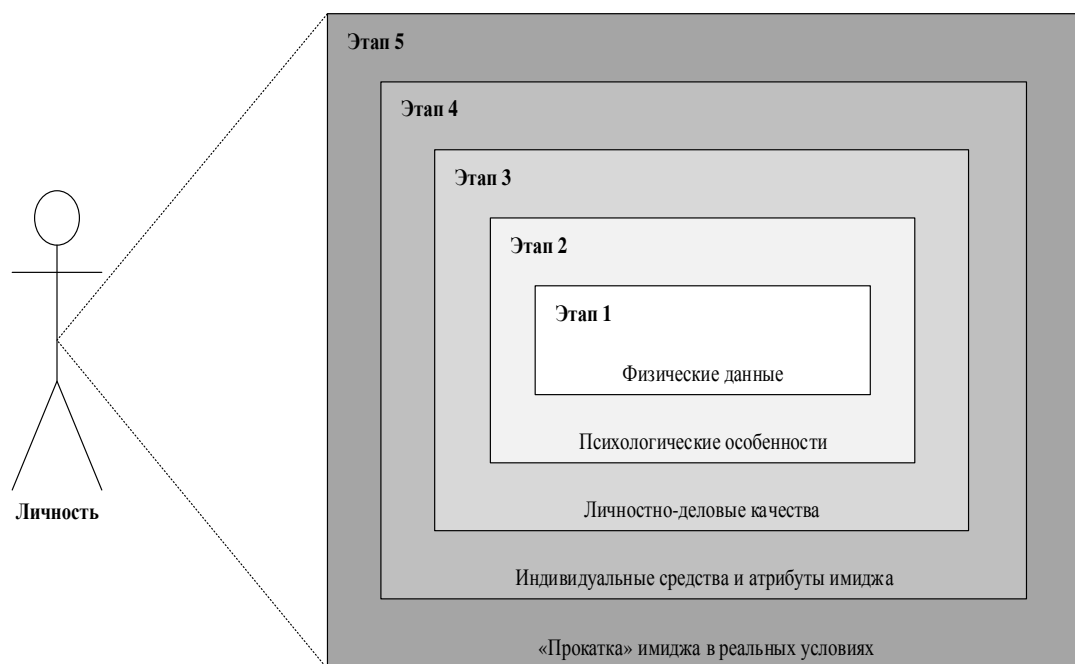 Этап 5
Этап 4
Этап 3
Этап 2
Этап 1
Физические данные
Психологические особенности
Личностно-деловые качества
Индивидуальные средства и атрибуты имиджа
«Прокатка» имиджа в реальных условиях
Личность